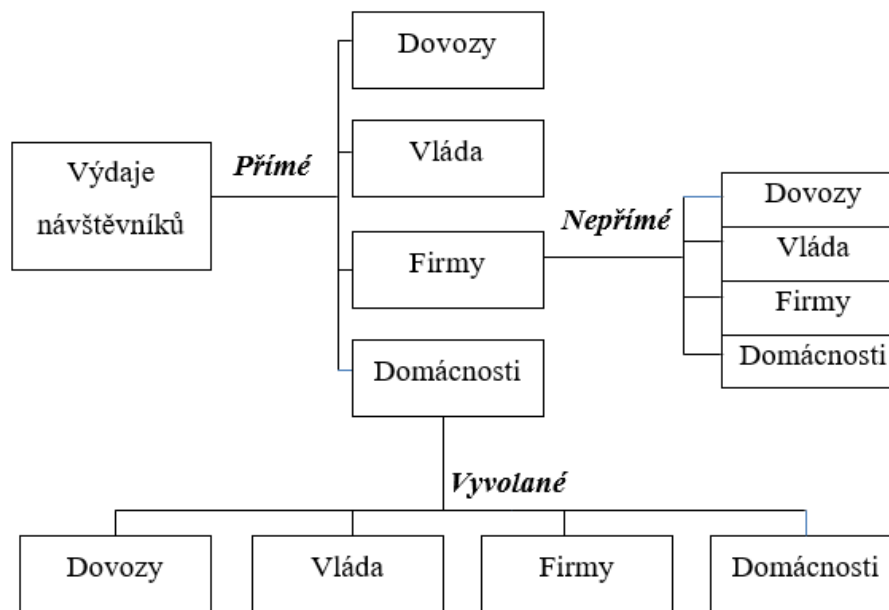 Dovozy
Vláda
Výdaje
návštěvníků
Přímé
Firmy
Domácnosti
Nepřímé
Dovozy
Vláda
Firmy
Domácnosti
Vyvolané
Dovozy
Vláda
Firmy
Domácnosti